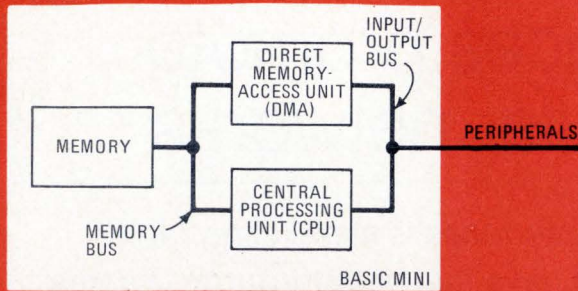 INPUT/
OUTPUT
BUS
DIRECT
MEMORY-
ACCESS UNIT
(DMA)
MEMORY
PERIPHERALS
CENTRAL
PROCESSING
UNIT (CPU)
MEMORY
BUS
BASIC MINI